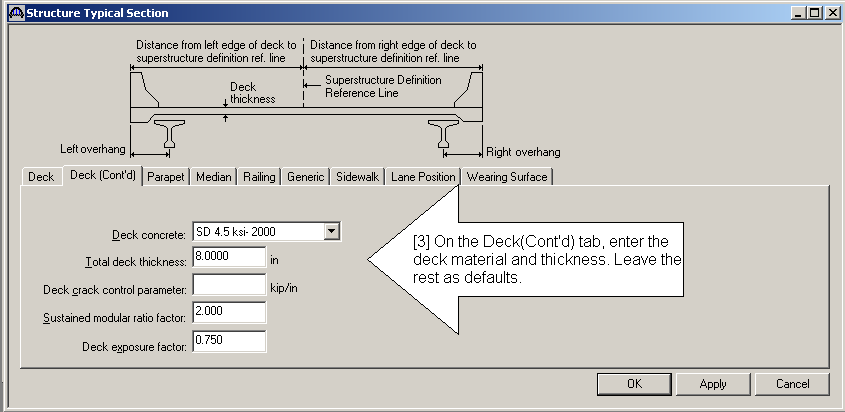 Structure Typical Section
Distance from left edge of deck to
superstructure definition ref. line
Distance from right edge of deck to
superstructure definition ref. line
Deck
thickness
Superstructure Definition
Reference Line
Left overhang
Right overhang
Deck
Deck (Cont'd)
Parapet
Median
Railing
Generic
Sidewalk
Lane Position
Wearing Surface
Deck concrete:
SD 4.5 ksi- 2000
Total deck thickness:
8.0000
in
Deck crack control parameter:
kip/in
Sustained modular ratio factor:
2.000
Deck exposure factor:
0.750
[3] On the Deck(Cont'd) tab, enter the
deck material and thickness. Leave the
rest as defaults.
OK
Apply
Cancel